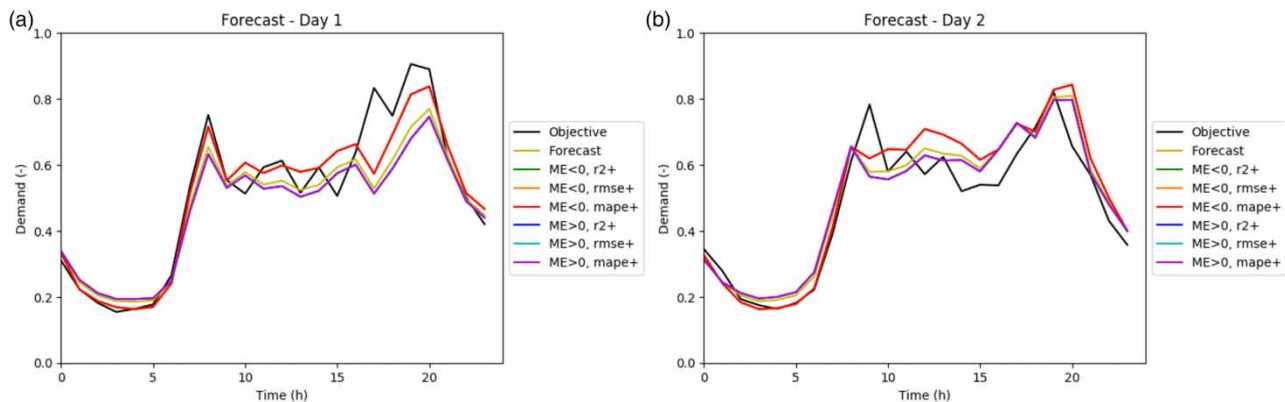 (a)
Forecast - Day 1
1.0
0.8
0.6
0.4
0.2
0.0
Demand (-)
0
5
10
15
20
Time (h)
Objective
Forecast
ME<0, r2+
ME<0, rmse+
ME<0. mape+
ME>0, r2+
ME>0, rmse+
ME>0, mape+
(b)
Forecast - Day 2
1.0
0.8
0.6
0.4
0.2
0.0
Demand (-)
0
5
10
15
20
Time (h)
Objective
Forecast
ME<0, r2+
ME<0, rmse+
ME<0. mape+
ME>0, r2+
ME>0, rmse+
ME>0, mape+